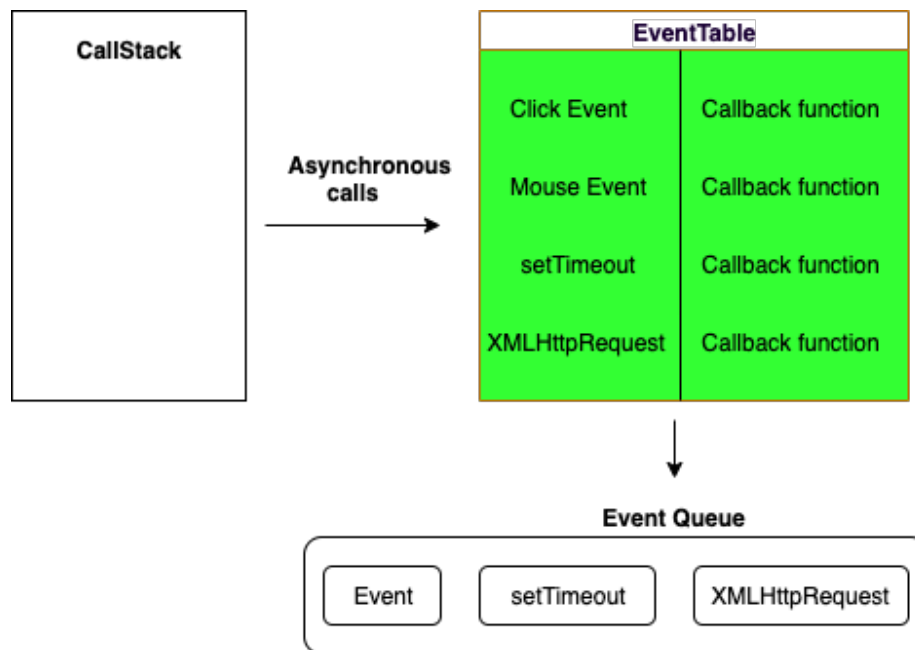 CallStack
EventTable
Asynchronous
calls
Click Event
Callback function
Mouse Event
Callback function
setTimeout
Callback function
XMLHttpRequest
Callback function
Event Queue
Event
setTimeout
XMLHttpRequest